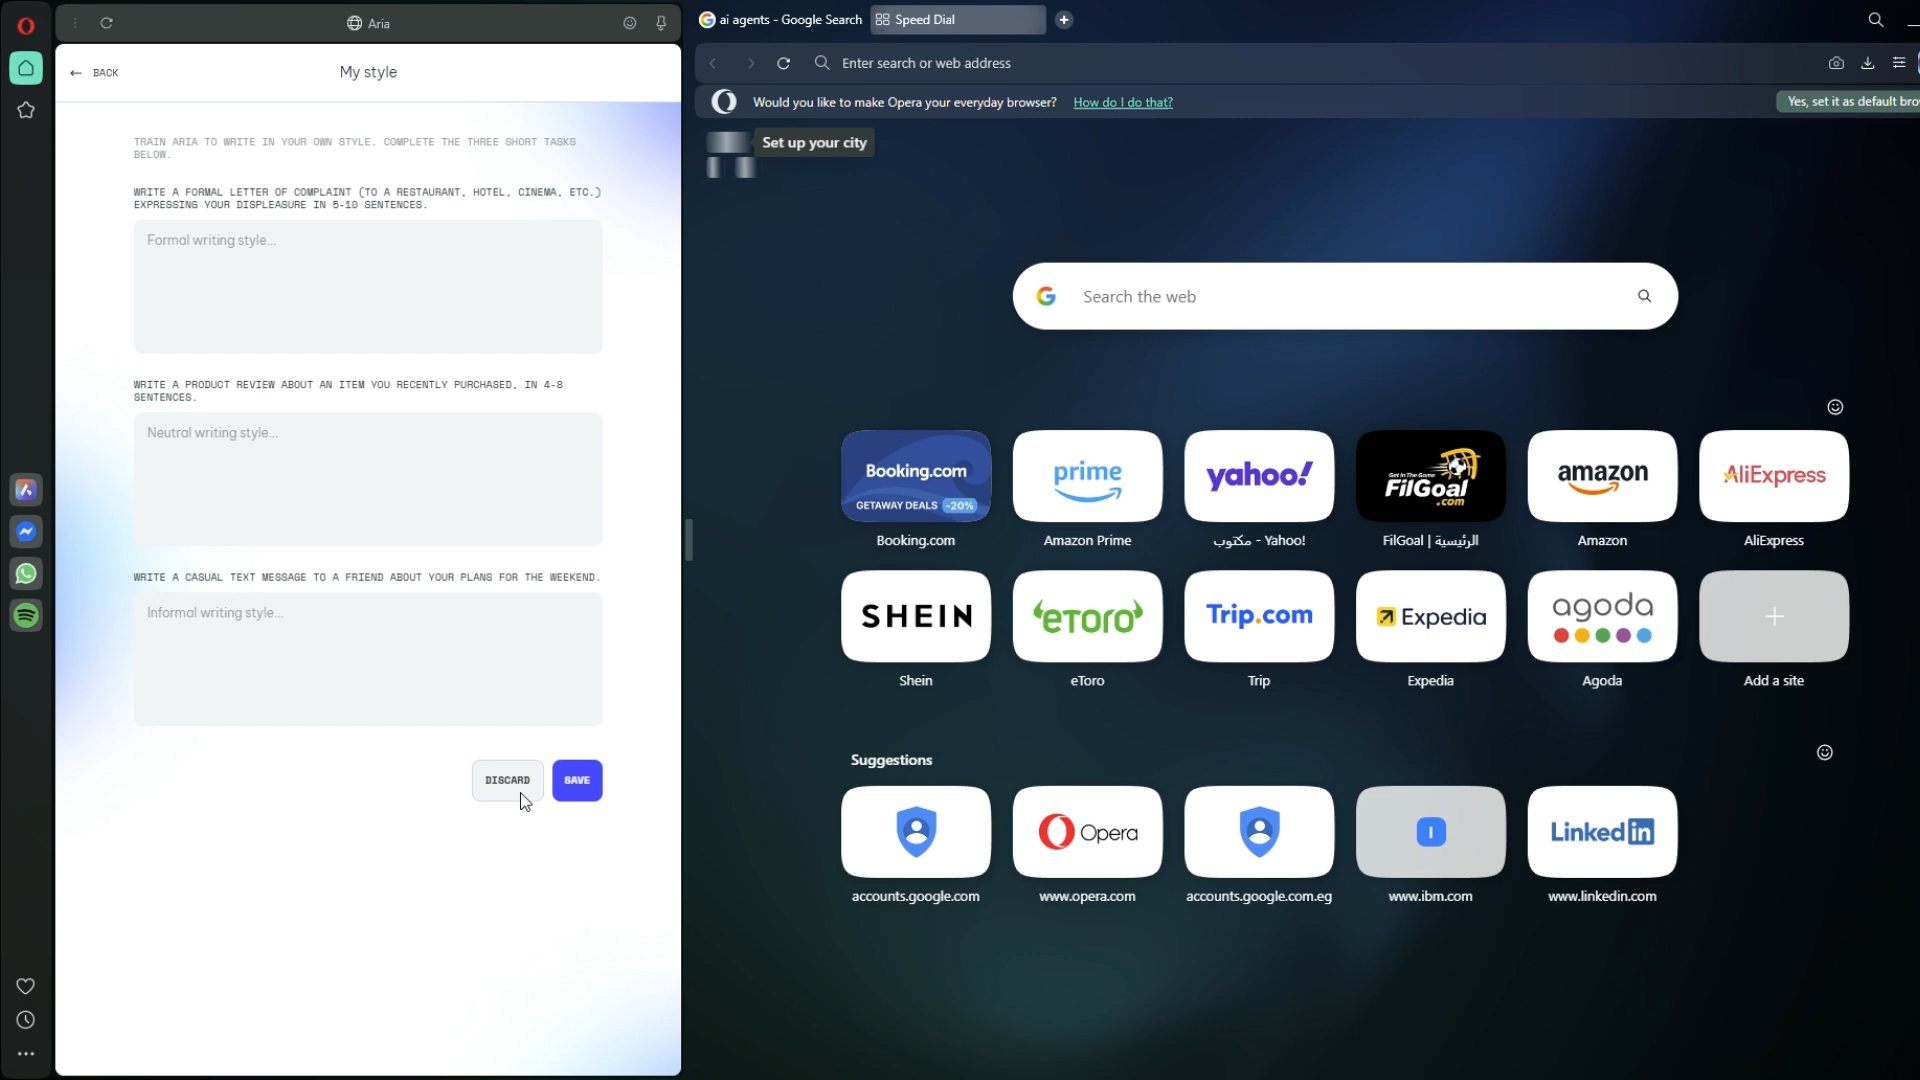 Aria
ai agents - Google Search
Speed Dial
Enter search or web address
Would you like to make Opera your everyday browser?
How do I do that?
Yes, set it as default bro
Set up your city
BACK
My style
TRAIN ARIA TO WRITE IN YOUR OWN STYLE. COMPLETE THE THREE SHORT TASKS
BELOW.
WRITE A FORMAL LETTER OF COMPLAINT (TO A RESTAURANT, HOTEL, CINEMA, ETC.)
EXPRESSING YOUR DISPLEASURE IN 5-10 SENTENCES.
Formal writing style...
WRITE A PRODUCT REVIEW ABOUT AN ITEM YOU RECENTLY PURCHASED, IN 4-8
SENTENCES.
Neutral writing style...
WRITE A CASUAL TEXT MESSAGE TO A FRIEND ABOUT YOUR PLANS FOR THE WEEKEND.
Informal writing style...
DISCARD
SAVE
Search the web
Booking.com
GETAWAY DEALS -20%
prime
yahoo!
Get In The Game
FilGoal
.com
amazon
AliExpress
Booking.com
Amazon Prime
مكتوب - Yahoo!
FilGoal | الرئيسية
Amazon
AliExpress
SHEIN
eToro
Trip.com
Expedia
agoda
Shein
eToro
Trip
Expedia
Agoda
Add a site
Suggestions
Opera
I
Linked in
accounts.google.com
www.opera.com
accounts.google.com.eg
www.ibm.com
www.linkedin.com